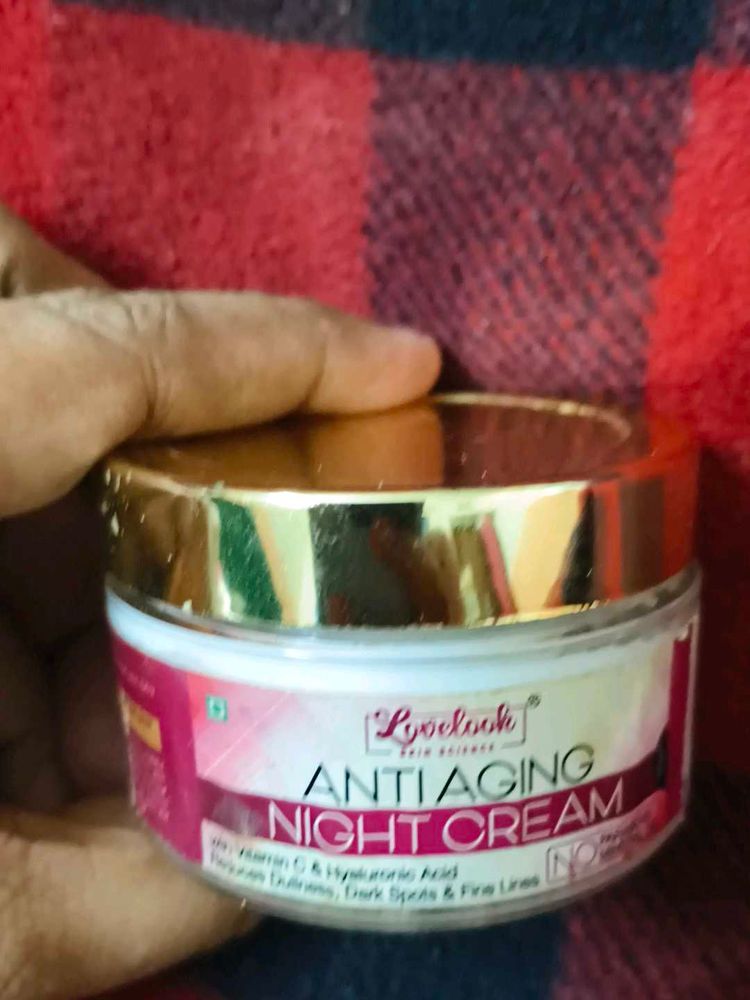 Lovelook
SKIN SCIENCE
ANTI AGING
NIGHT CREAM
with Vitamin C & Hyaluronic Acid
Reduces Dullness, Dark Spots & Fine Lines
NO